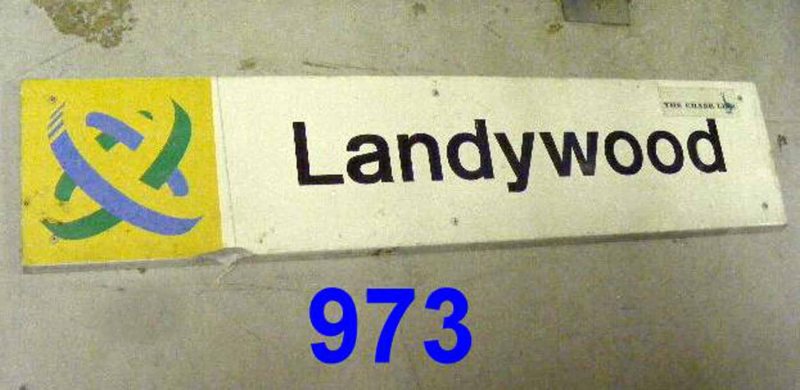 THE CHASE LINE
Landywood
973